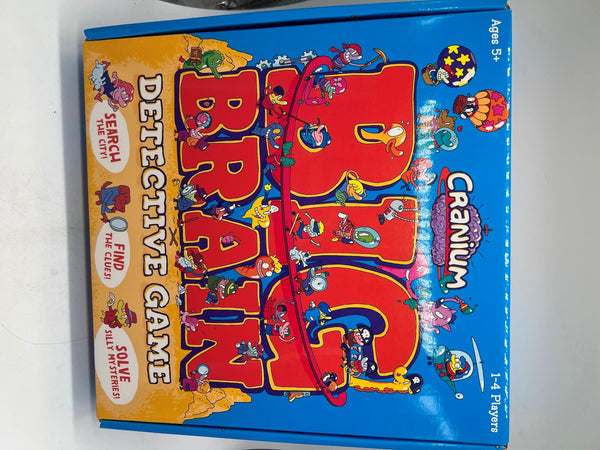 Ages 5+
1-4 Players
CRANIUM
BIG
BRAIN
DETECTIVE GAME
SEARCH
THE CITY!
FIND
THE CLUES!
SOLVE
SILLY MYSTERIES!